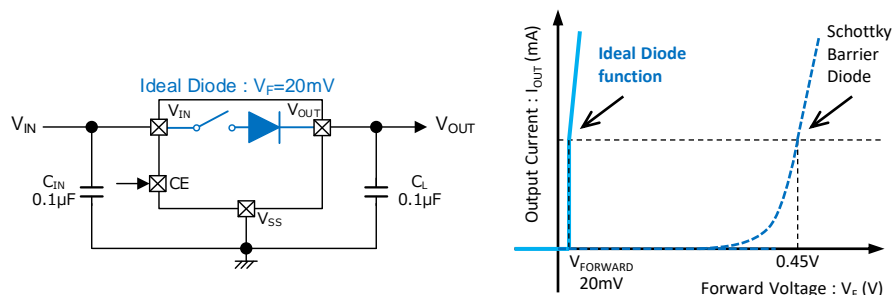 Ideal Diode : VF=20mV
VIN
VIN
VOUT
VOUT
CIN
0.1µF
CE
CL
0.1µF
VSS
Output Current : IOUT (mA)
Ideal Diode
function
Schottky
Barrier
Diode
VFORWARD
20mV
0.45V
Forward Voltage : VF (V)